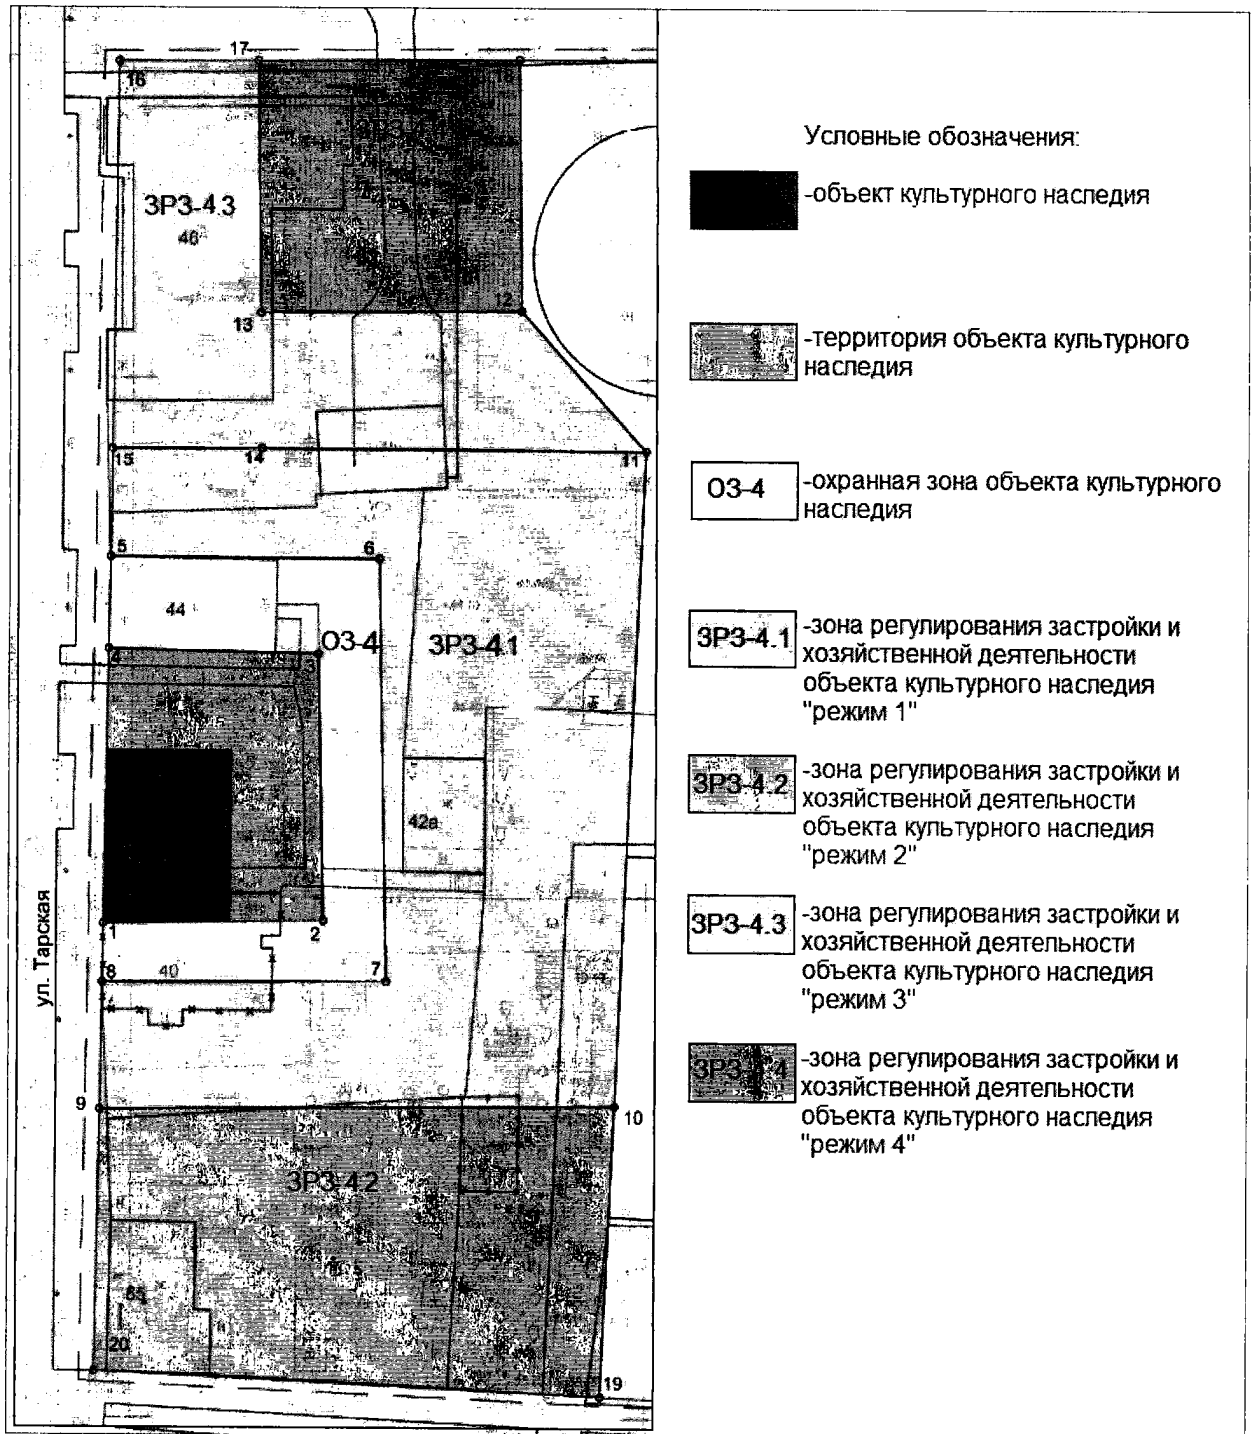 17
16
18
ЗРЗ-4.3
46
13
12
15
14
11
5
6
44
ОЗ-4
ЗРЗ-4.1
4
3
42а
1
2
ул. Тарская
8
40
7
9
10
ЗРЗ-4.2
20
19
Условные обозначения:
-объект культурного наследия
-территория объекта культурного
наследия
ОЗ-4
-охранная зона объекта культурного
наследия
ЗРЗ-4.1
-зона регулирования застройки и
хозяйственной деятельности
объекта культурного наследия
"режим 1"
ЗРЗ-4.2
-зона регулирования застройки и
хозяйственной деятельности
объекта культурного наследия
"режим 2"
ЗРЗ-4.3
-зона регулирования застройки и
хозяйственной деятельности
объекта культурного наследия
"режим 3"
ЗРЗ-4.4
-зона регулирования застройки и
хозяйственной деятельности
объекта культурного наследия
"режим 4"